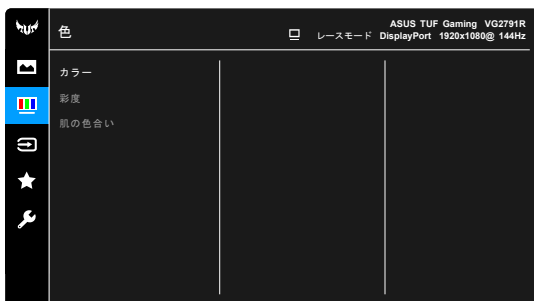 色
レースモード
ASUS TUF Gaming VG2791R
DisplayPort 1920x1080@ 144Hz
カラー
彩度
肌の色合い